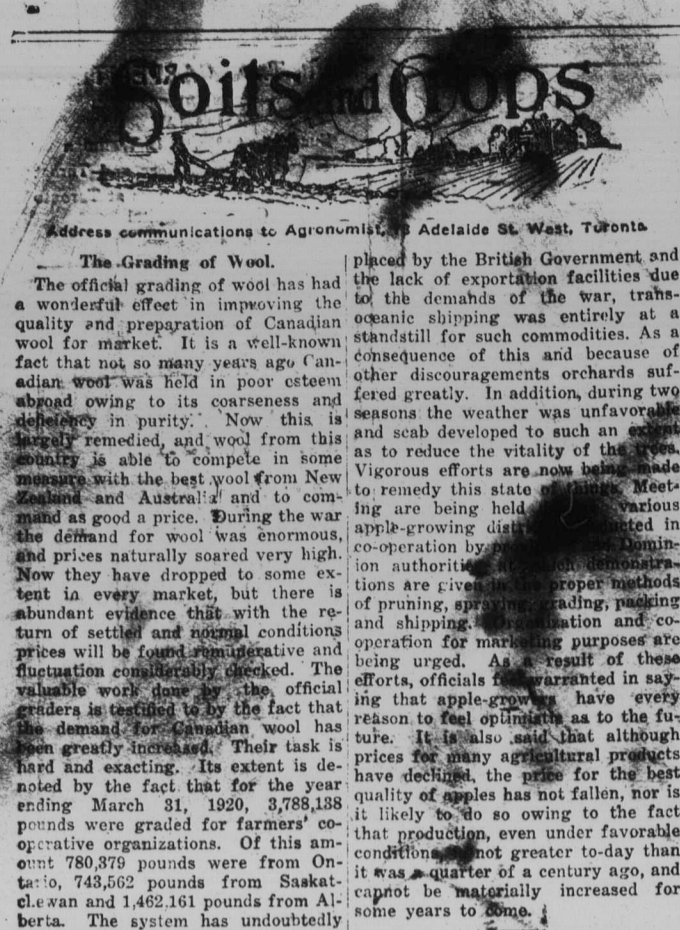 Soils and Crops
Address communications to Agronomist, 73 Adelaide St. West, Toronto
The Grading of Wool.
The official grading of wool has had
a wonderful effect in improving the
quality and preparation of Canadian
wool for market. It is a well-known
fact that not so many years ago Can-
adian wool was held in poor esteem
abroad owing to its coarseness and
deficiency in purity. Now this is
largely remedied, and wool from this
country is able to compete in some
measure with the best wool from New
Zealand and Australia and to com-
mand as good a price. During the war
the demand for wool was enormous,
and prices naturally soared very high.
Now they have dropped to some ex-
tent in every market, but there is
abundant evidence that with the re-
turn of settled and normal conditions
prices will be found remunerative and
fluctuation considerably checked. The
valuable work done by the official
graders is testified to by the fact that
the demand for Canadian wool has
been greatly increased. Their task is
hard and exacting. Its extent is de-
noted by the fact that for the year
ending March 31, 1920, 3,788,138
pounds were graded for farmers' co-
operative organizations. Of this am-
ount 780,379 pounds were from On-
tario, 743,562 pounds from Saskat-
chewan and 1,462,161 pounds from Al-
berta. The system has undoubtedly
placed by the British Government and
the lack of exportation facilities due
to the demands of the war, trans-
oceanic shipping was entirely at a
standstill for such commodities. As a
consequence of this and because of
other discouragements orchards suf-
fered greatly. In addition, during two
seasons the weather was unfavorable
and scab developed to such an extent
as to reduce the vitality of the trees.
Vigorous efforts are now being made
to remedy this state of things. Meet-
ing are being held various
apple-growing in
co-operation by Domin-
ion authorities, at which demonstra-
tions are given in the proper methods
of pruning, spraying, grading, packing
and shipping. Organization and co-
operation for marketing purposes are
being urged. As a result of these
efforts, officials feel warranted in say-
ing that apple-growers have every
reason to feel optimistic as to the fu-
ture. It is also said that although
prices for many agricultural products
have declined, the price for the best
quality of apples has not fallen, nor is
it likely to do so owing to the fact
that production, even under favorable
conditions, not greater to-day than
it was a quarter of a century ago, and
cannot be materially increased for
some years to come.